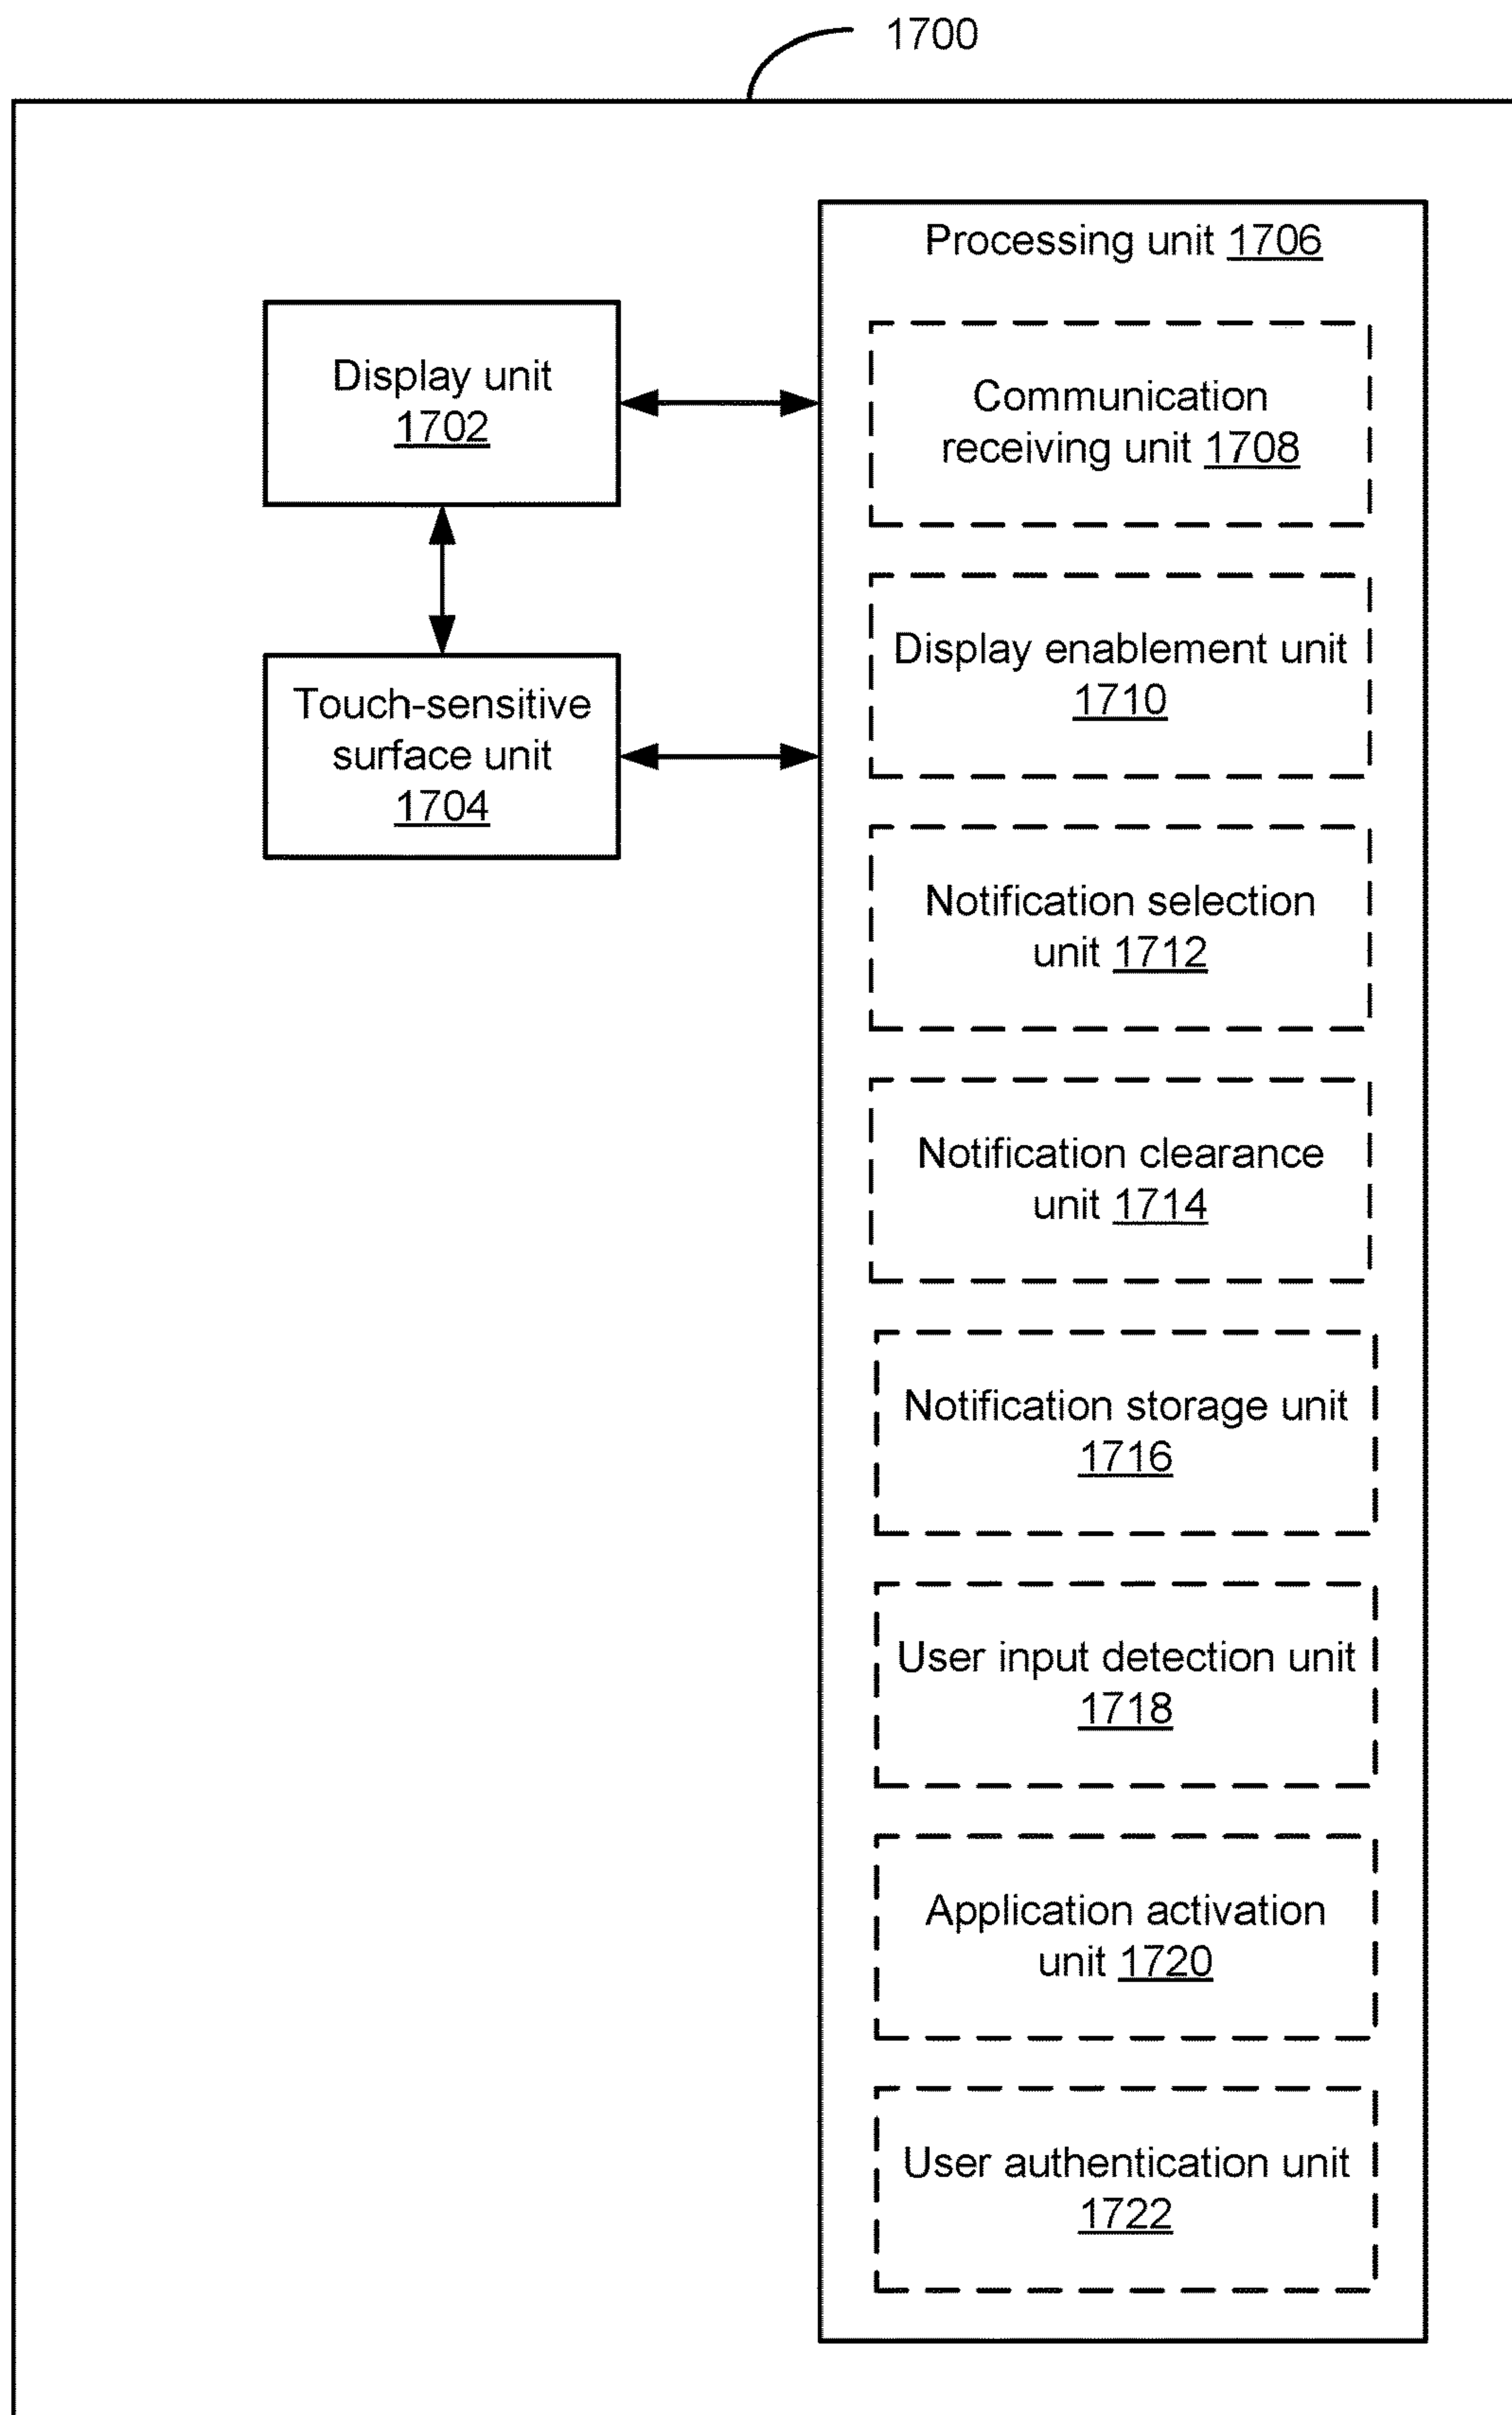 1700
Processing unit 1706
Display unit
1702
Touch-sensitive
surface unit
1704
Communication
receiving unit 1708
Display enablement unit
1710
Notification selection
unit 1712
Notification clearance
unit 1714
Notification storage unit
1716
User input detection unit
1718
Application activation
unit 1720
User authentication unit
1722